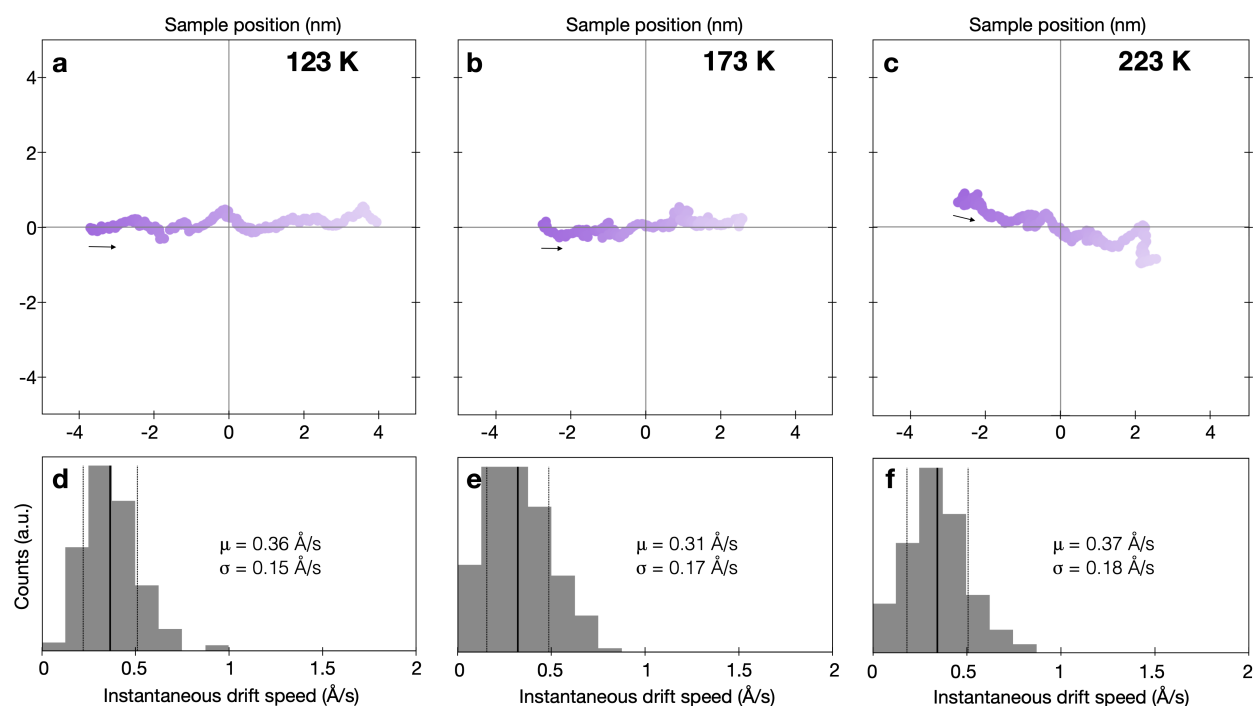 Sample position (nm) Sample position (nm) Sample position (nm)
a 123 K b 173 K c 223 K
4
2
0
-2
-4
-4 -2 0 2 4 -4 -2 0 2 4 -4 -2 0 2 4
d e f
Counts (a.u.)
μ = 0.36 Å/s μ = 0.31 Å/s μ = 0.37 Å/s
σ = 0.15 Å/s σ = 0.17 Å/s σ = 0.18 Å/s
0 0.5 1 1.5 2 0 0.5 1 1.5 2 0 0.5 1 1.5 2
Instantaneous drift speed (Å/s) Instantaneous drift speed (Å/s) Instantaneous drift speed (Å/s)